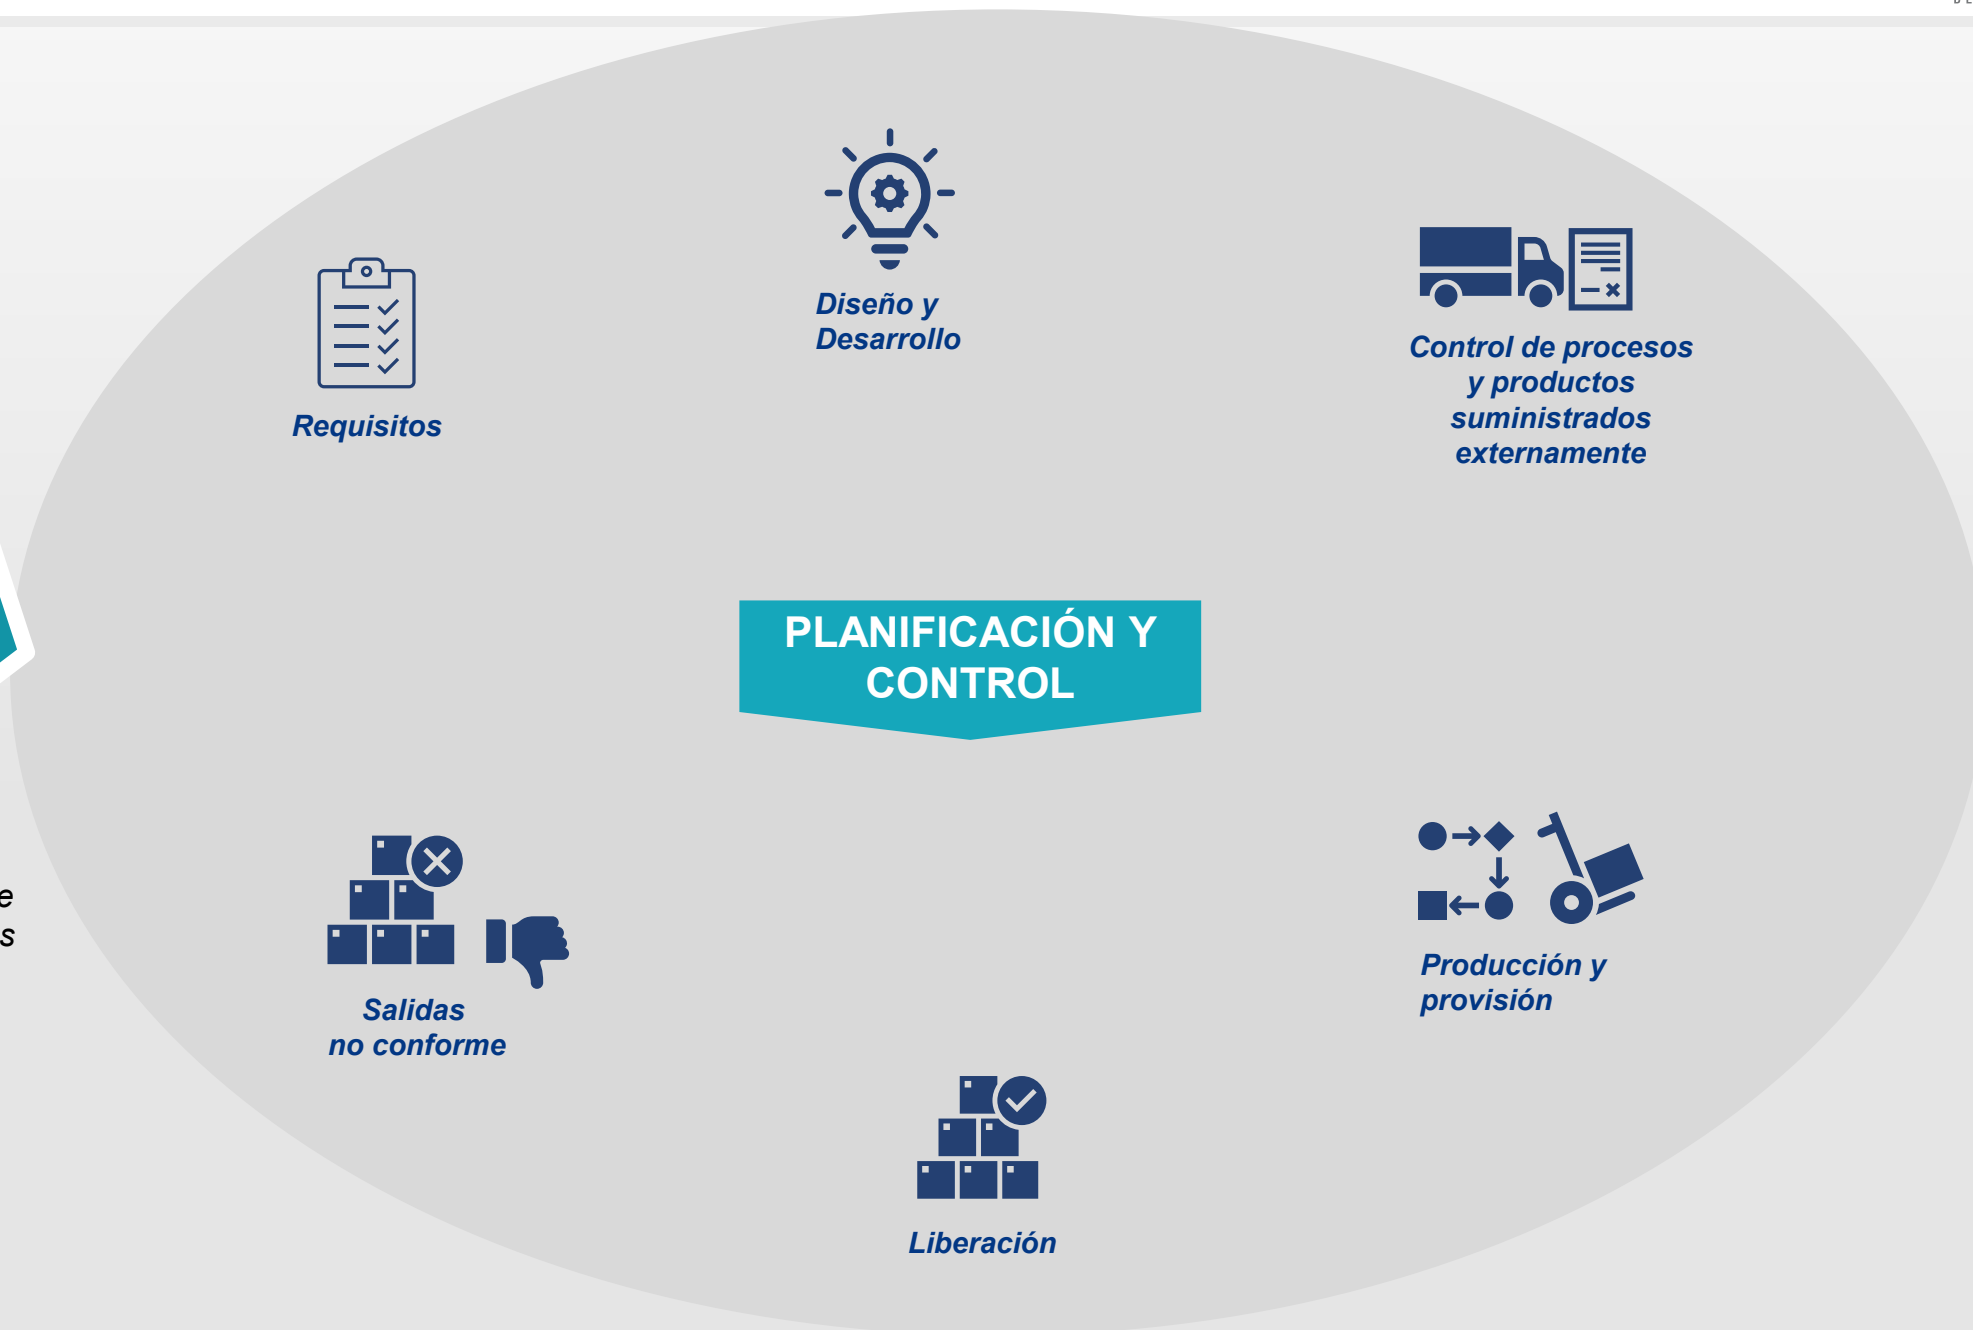 Diseño y
Desarrollo
Requisitos
Control de procesos
y productos
suministrados
externamente
PLANIFICACIÓN Y
CONTROL
e
s
Salidas
no conforme
Producción y
provisión
Liberación